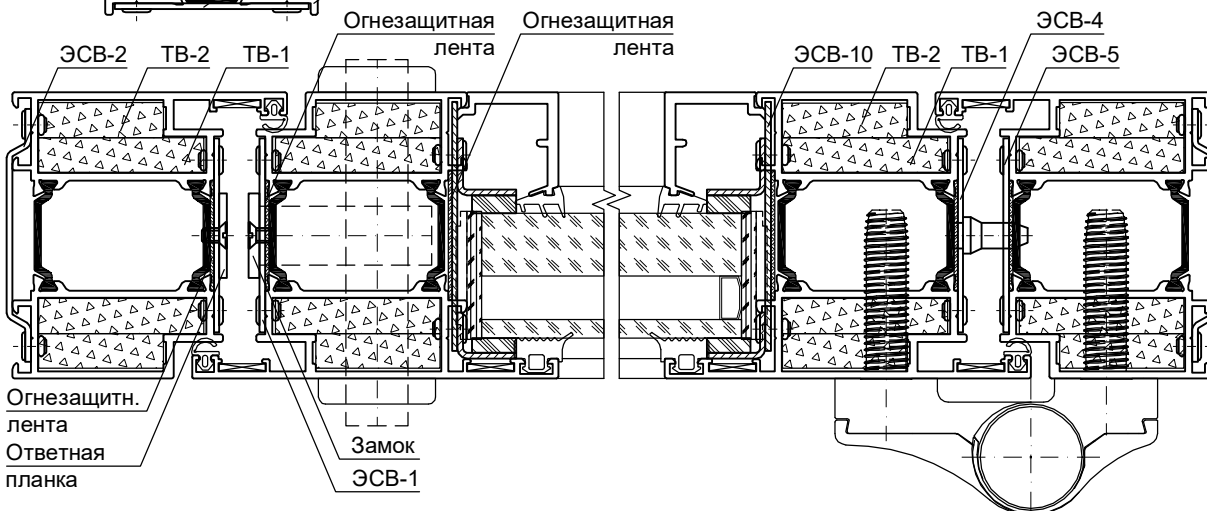 Огнезащитная
лента
Огнезащитная
лента
ЭСВ-4
ЭСВ-2
ТВ-2
ТВ-1
ЭСВ-10
ТВ-2
ТВ-1
ЭСВ-5
Огнезащитн.
лента
Ответная
планка
Замок
ЭСВ-1